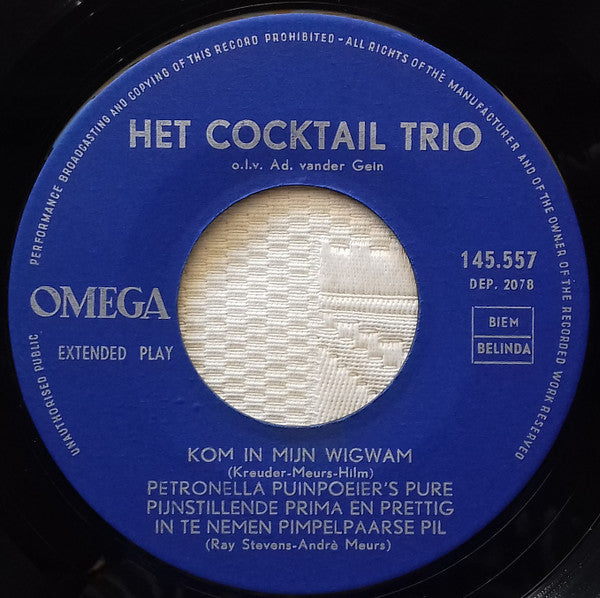 UNAUTHORISED PUBLIC PERFORMANCE BROADCASTING AND COPYING OF THIS RECORD PROHIBITED - ALL RIGHTS OF THE MANUFACTURER AND OF THE OWNER OF THE RECORDED WORK RESERVED
HET COCKTAIL TRIO
o.l.v. Ad. vander Gein
145.557
DEP. 2078
OMEGA
EXTENDED PLAY
BIEM
BELINDA
KOM IN MIJN WIGWAM
(Kreuder-Meurs-Hilm)
PETRONELLA PUINPOEIER'S PURE
PIJNSTILLENDE PRIMA EN PRETTIG
IN TE NEMEN PIMPELPAARSE PIL
(Ray Stevens-Andrè Meurs)